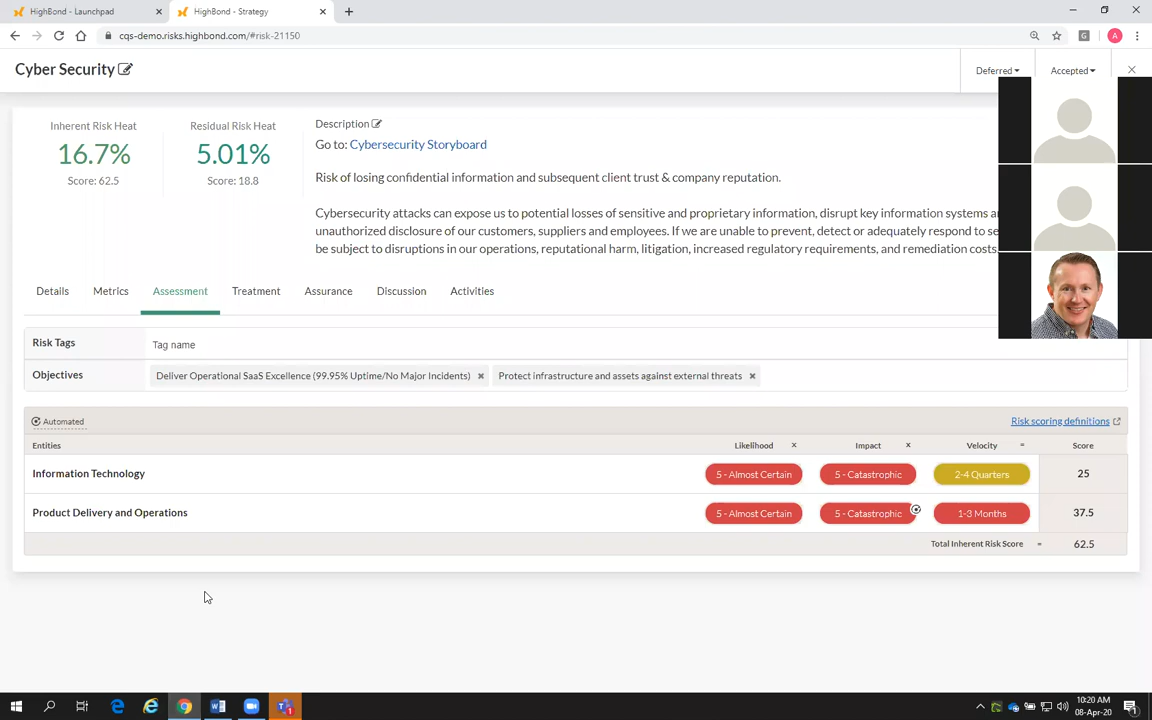 HighBond - Launchpad
HighBond - Strategy
cqs-demo.risks.highbond.com/#risk-21150
G
A
Cyber Security
Deferred
Accepted
Inherent Risk Heat
16.7%
Score: 62.5
Residual Risk Heat
5.01%
Score: 18.8
Description
Go to: Cybersecurity Storyboard
Risk of losing confidential information and subsequent client trust & company reputation.
Cybersecurity attacks can expose us to potential losses of sensitive and proprietary information, disrupt key information systems
unauthorized disclosure of our customers, suppliers and employees. If we are unable to prevent, detect or adequately respond to
be subject to disruptions in our operations, reputational harm, litigation, increased regulatory requirements, and remediation costs.
Details Metrics Assessment Treatment Assurance Discussion Activities
Risk Tags Tag name
Objectives Deliver Operational SaaS Excellence (99.95% Uptime/No Major Incidents) × Protect infrastructure and assets against external threats ×
Automated Risk scoring definitions
Entities Likelihood × Impact × Velocity = Score
Information Technology 5 - Almost Certain 5 - Catastrophic 2-4 Quarters 25
Product Delivery and Operations 5 - Almost Certain 5 - Catastrophic 1-3 Months 37.5
Total Inherent Risk Score = 62.5
10:20 AM
08-Apr-20